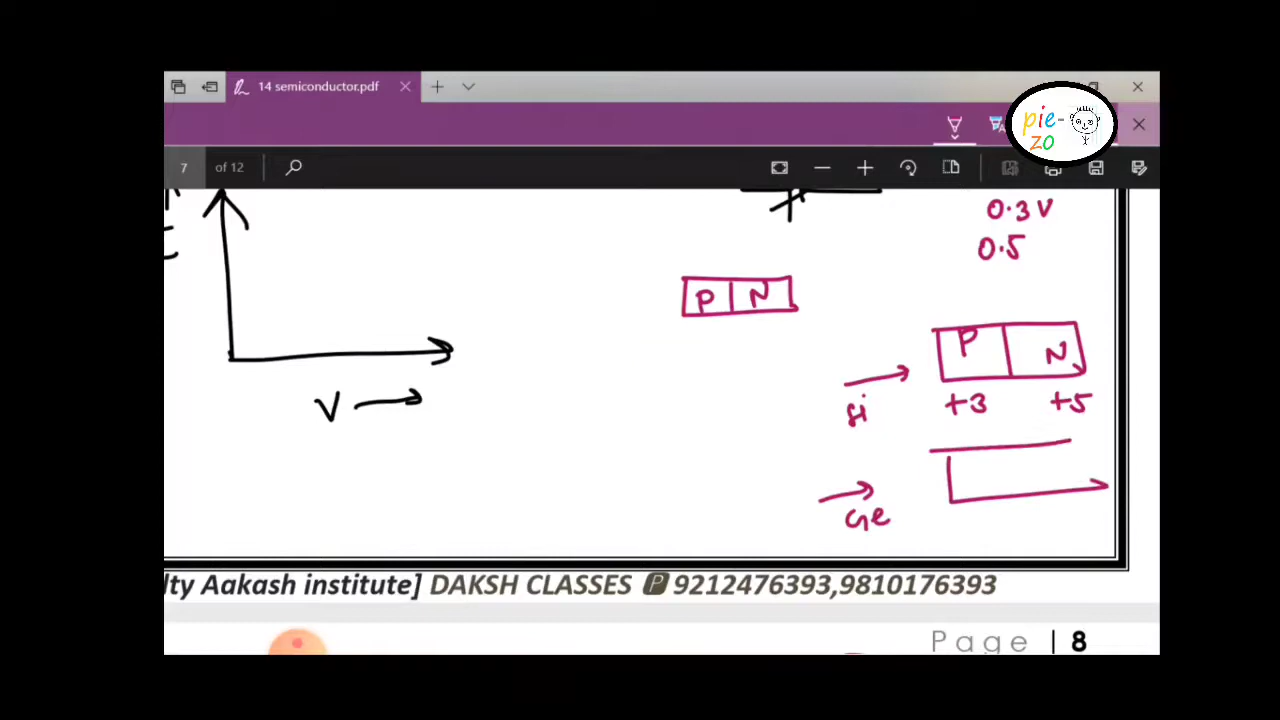 14 semiconductor.pdf
pie-
zo
7 of 12
0.3 V
0.5
P N
P N
Si
+3 +5
V
Ge
lty Aakash institute] DAKSH CLASSES 🅿 9212476393,9810176393
Page | 8